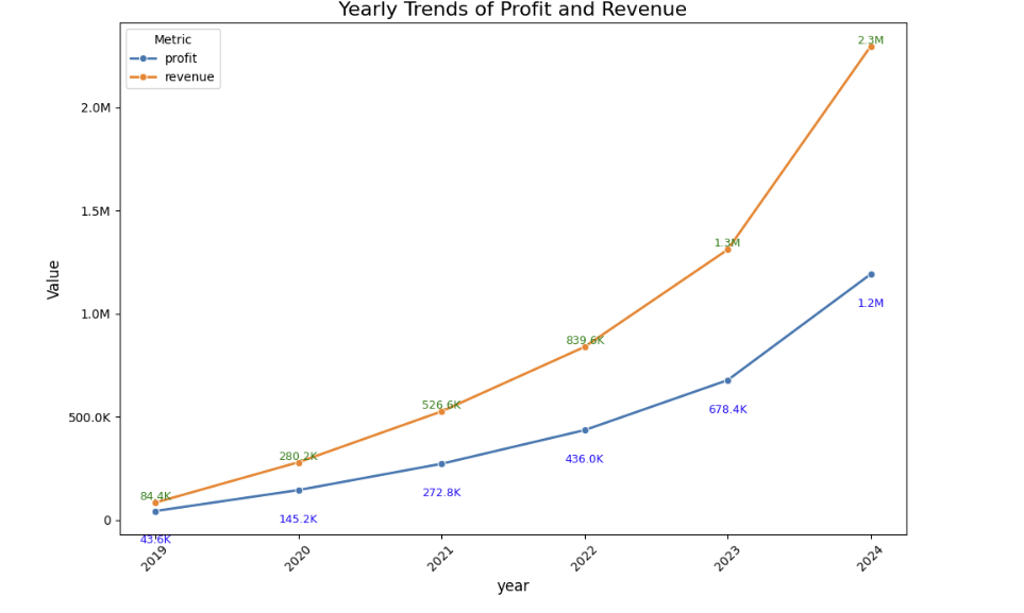 Yearly Trends of Profit and Revenue
Metric
profit
revenue
2.3M
2.0M
1.5M
1.3M
1.2M
1.0M
Value
839.6K
678.4K
526.6K
500.0K
436.0K
280.2K
272.8K
145.2K
84.4K
0
43.6K
2019
2020
2021
2022
2023
2024
year